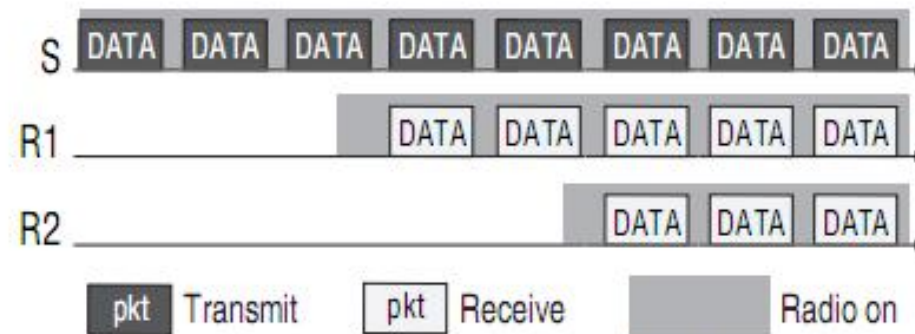 S DATA DATA DATA DATA DATA DATA DATA DATA
R1 DATA DATA DATA DATA DATA
R2 DATA DATA DATA
pkt Transmit pkt Receive Radio on